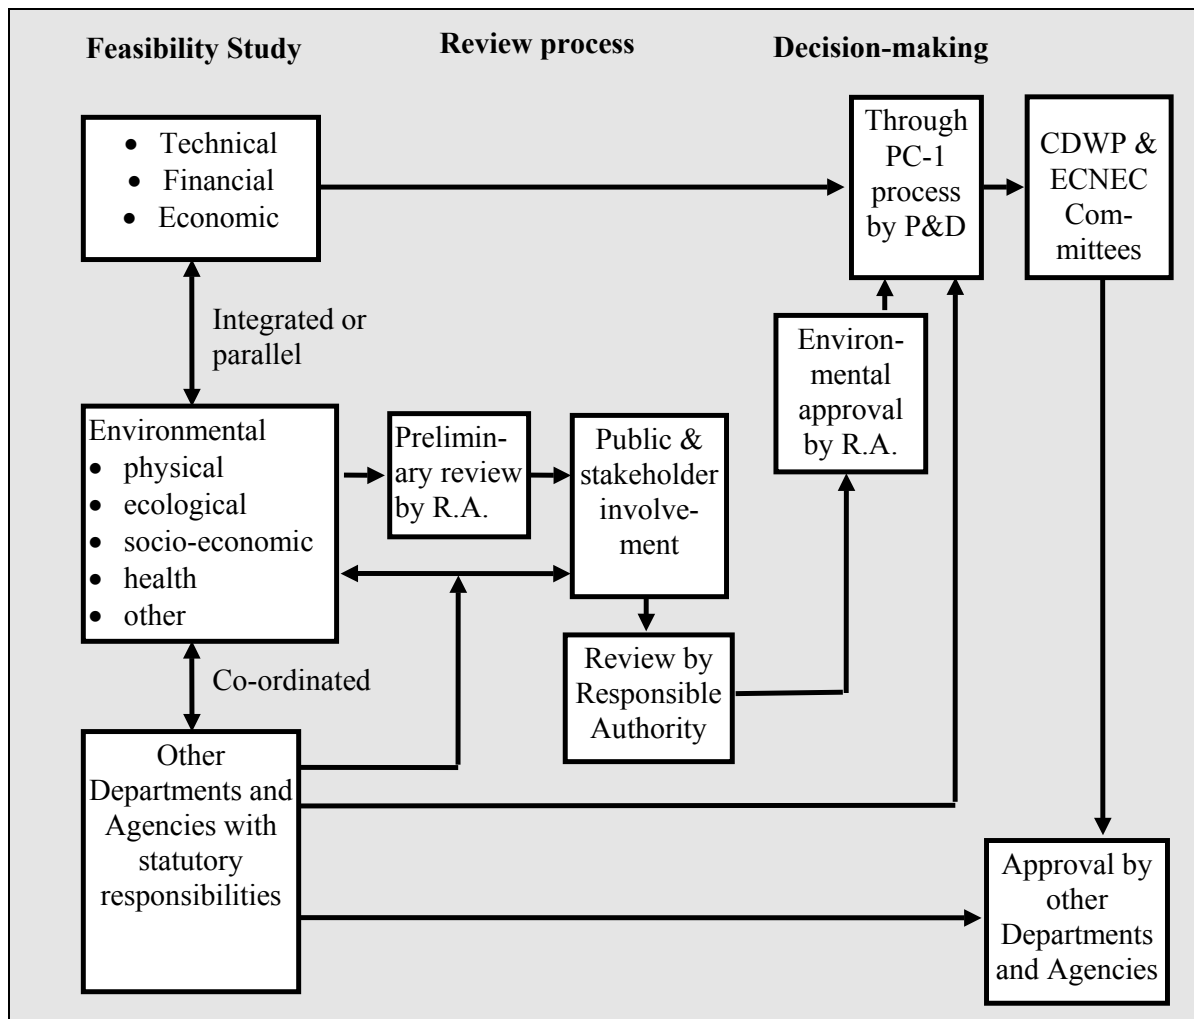 Feasibility Study
Review process
Decision-making
• Technical
• Financial
• Economic
Through
PC-1
process
by P&D
CDWP &
ECNEC
Com-
mittees
Integrated or
parallel
Environ-
mental
approval
by R.A.
Environmental
• physical
• ecological
• socio-economic
• health
• other
Prelimin-
ary review
by R.A.
Public &
stakeholder
involve-
ment
Co-ordinated
Review by
Responsible
Authority
Other
Departments and
Agencies with
statutory
responsibilities
Approval by
other
Departments
and Agencies